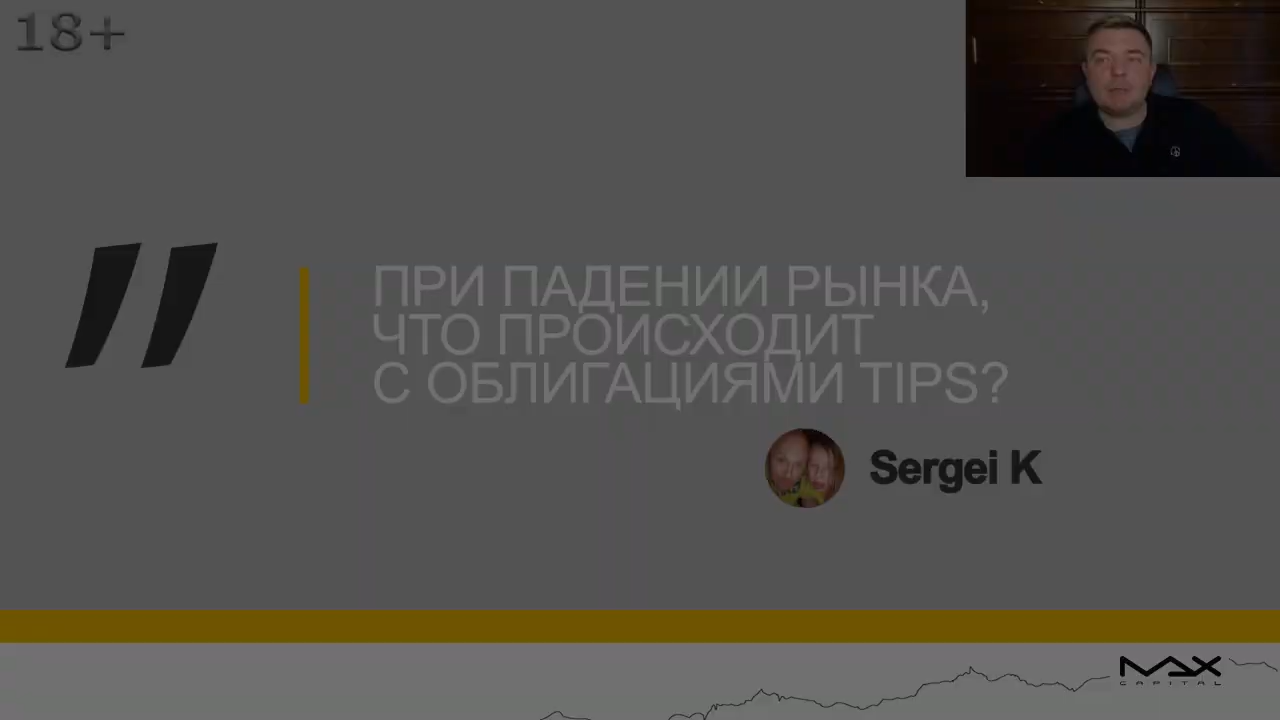 18+
ПРИ ПАДЕНИИ РЫНКА,
ЧТО ПРОИСХОДИТ
С ОБЛИГАЦИЯМИ TIPS?
Sergei K
MAX
CAPITAL